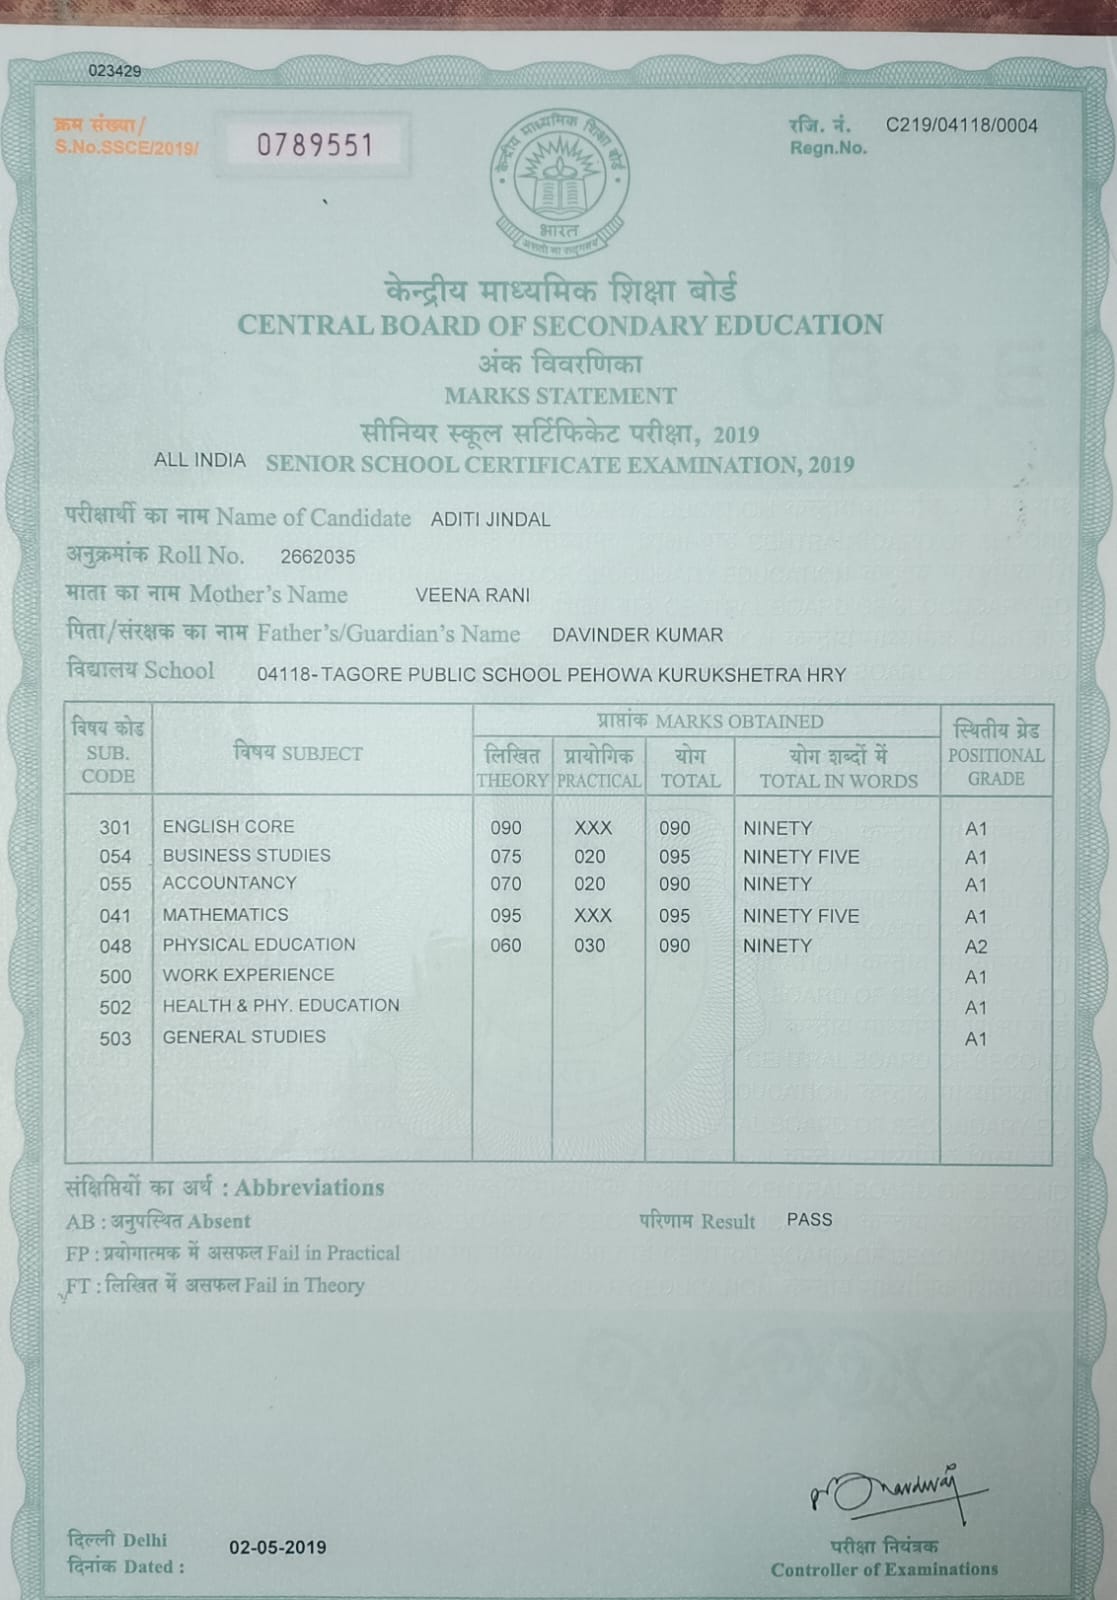 023429
क्रम संख्या/
S.No.SSCE/2019/ 0789551
रजि. नं. C219/04118/0004
Regn.No.
केन्द्रीय माध्यमिक शिक्षा बोर्ड
भारत
असतो मा सद्गमय
केन्द्रीय माध्यमिक शिक्षा बोर्ड
CENTRAL BOARD OF SECONDARY EDUCATION
अंक विवरणिका
MARKS STATEMENT
सीनियर स्कूल सर्टिफिकेट परीक्षा, 2019
ALL INDIA SENIOR SCHOOL CERTIFICATE EXAMINATION, 2019
परीक्षार्थी का नाम Name of Candidate ADITI JINDAL
अनुक्रमांक Roll No. 2662035
माता का नाम Mother's Name VEENA RANI
पिता/संरक्षक का नाम Father's/Guardian's Name DAVINDER KUMAR
विद्यालय School 04118-TAGORE PUBLIC SCHOOL PEHOWA KURUKSHETRA HRY
विषय कोड SUB. CODE
विषय SUBJECT
प्राप्तांक MARKS OBTAINED
लिखित THEORY
प्रायोगिक PRACTICAL
योग TOTAL
योग शब्दों में TOTAL IN WORDS
स्थितीय ग्रेड POSITIONAL GRADE
301 ENGLISH CORE 090 XXX 090 NINETY A1
054 BUSINESS STUDIES 075 020 095 NINETY FIVE A1
055 ACCOUNTANCY 070 020 090 NINETY A1
041 MATHEMATICS 095 XXX 095 NINETY FIVE A1
048 PHYSICAL EDUCATION 060 030 090 NINETY A2
500 WORK EXPERIENCE A1
502 HEALTH & PHY. EDUCATION A1
503 GENERAL STUDIES A1
संक्षिप्तियों का अर्थ : Abbreviations
AB : अनुपस्थित Absent
परिणाम Result PASS
FP : प्रयोगात्मक में असफल Fail in Practical
FT : लिखित में असफल Fail in Theory
दिल्ली Delhi
दिनांक Dated : 02-05-2019
परीक्षा नियंत्रक
Controller of Examinations